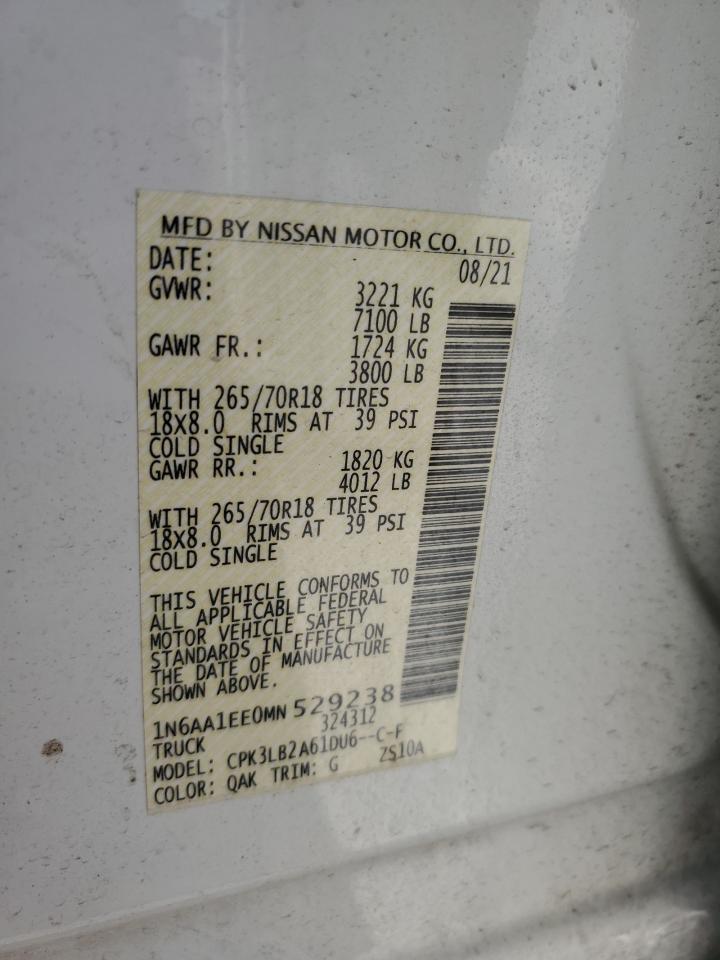 MFD BY NISSAN MOTOR CO., LTD.
DATE: 08/21
GVWR: 3221 KG
7100 LB
GAWR FR.: 1724 KG
3800 LB
WITH 265/70R18 TIRES
18X8.0 RIMS AT 39 PSI
COLD SINGLE
GAWR RR.: 1820 KG
4012 LB
WITH 265/70R18 TIRES
18X8.0 RIMS AT 39 PSI
COLD SINGLE
THIS VEHICLE CONFORMS TO
ALL APPLICABLE FEDERAL
MOTOR VEHICLE SAFETY
STANDARDS IN EFFECT ON
THE DATE OF MANUFACTURE
SHOWN ABOVE.
1N6AA1EE0MN 529238
TRUCK 324312
MODEL: CPK3LB2A61DU6--C-F
COLOR: QAK TRIM: G ZS10A